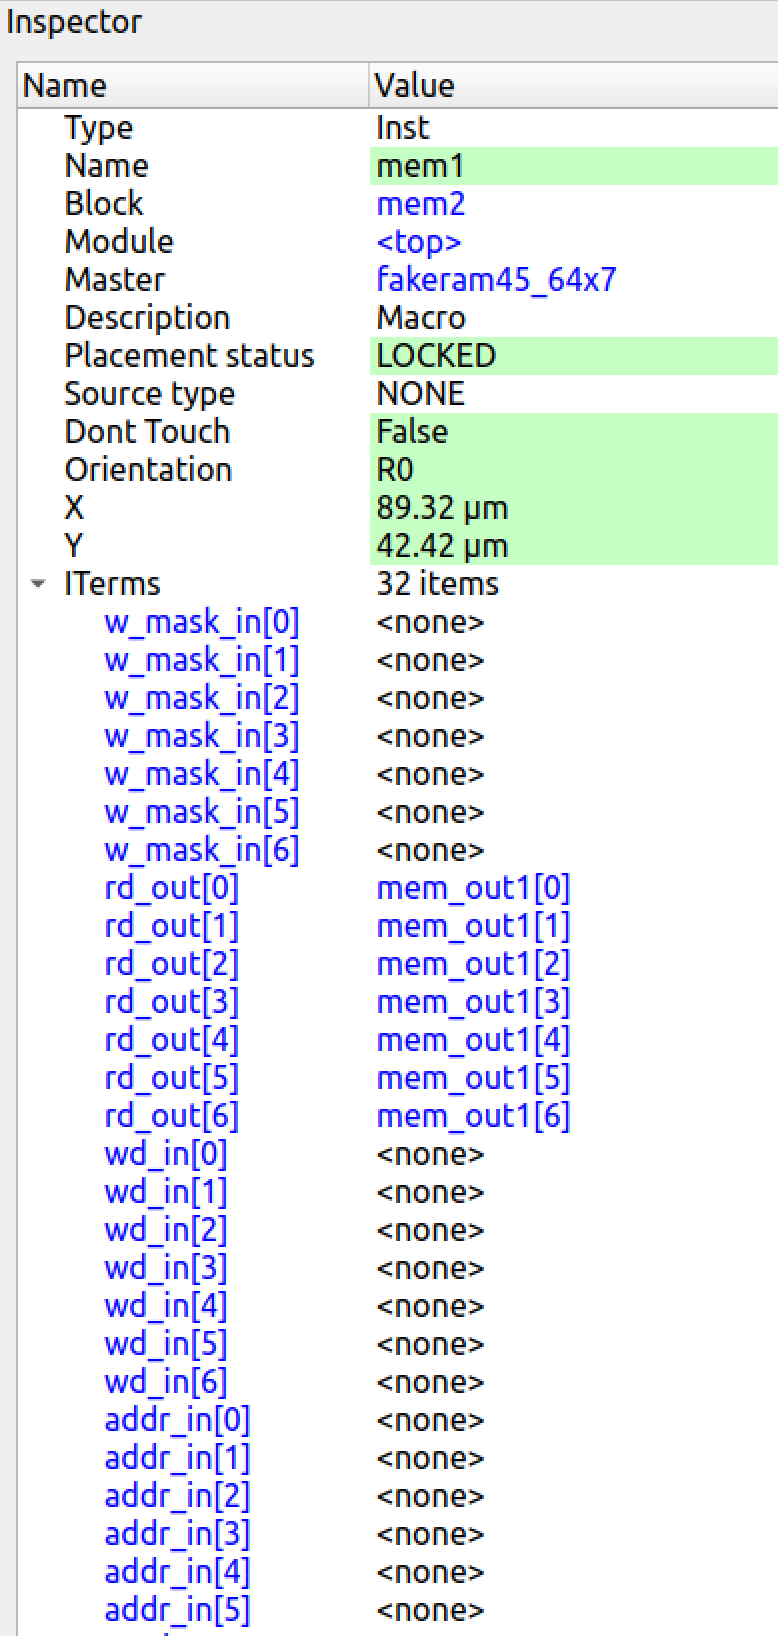 Inspector
Name Value
Type Inst
Name mem1
Block mem2
Module <top>
Master fakeram45_64x7
Description Macro
Placement status LOCKED
Source type NONE
Dont Touch False
Orientation R0
X 89.32 µm
Y 42.42 µm
ITerms 32 items
w_mask_in[0] <none>
w_mask_in[1] <none>
w_mask_in[2] <none>
w_mask_in[3] <none>
w_mask_in[4] <none>
w_mask_in[5] <none>
w_mask_in[6] <none>
rd_out[0] mem_out1[0]
rd_out[1] mem_out1[1]
rd_out[2] mem_out1[2]
rd_out[3] mem_out1[3]
rd_out[4] mem_out1[4]
rd_out[5] mem_out1[5]
rd_out[6] mem_out1[6]
wd_in[0] <none>
wd_in[1] <none>
wd_in[2] <none>
wd_in[3] <none>
wd_in[4] <none>
wd_in[5] <none>
wd_in[6] <none>
addr_in[0] <none>
addr_in[1] <none>
addr_in[2] <none>
addr_in[3] <none>
addr_in[4] <none>
addr_in[5] <none>